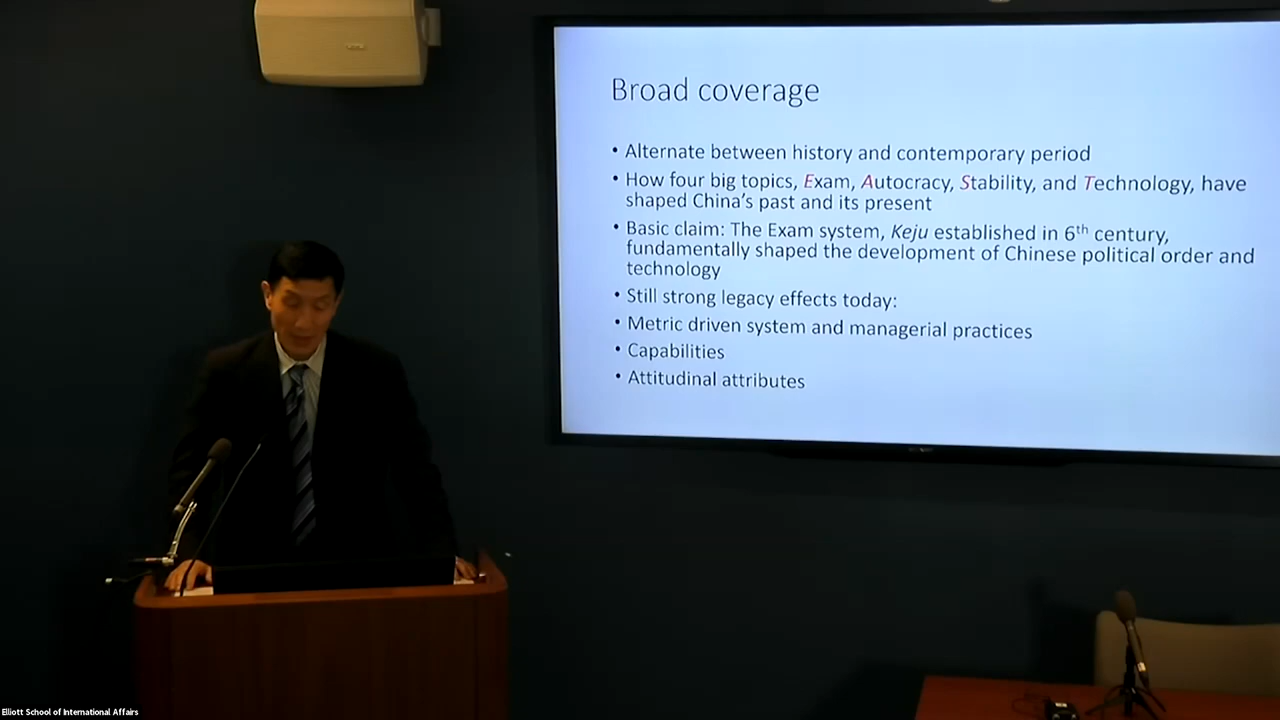 Broad coverage
• Alternate between history and contemporary period
• How four big topics, Exam, Autocracy, Stability, and Technology, have
shaped China's past and its present
• Basic claim: The Exam system, Keju established in 6th century,
fundamentally shaped the development of Chinese political order and
technology
• Still strong legacy effects today:
• Metric driven system and managerial practices
• Capabilities
• Attitudinal attributes
Elliott School of International Affairs